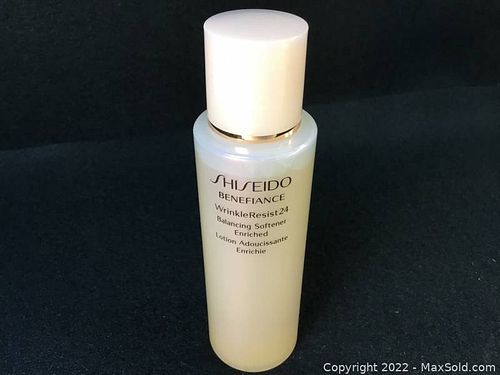 SHISEIDO
BENEFIANCE
WrinkleResist24
Balancing Softener
Enriched
Lotion Adoucissante
Enrichie
Copyright 2022 - MaxSold.com